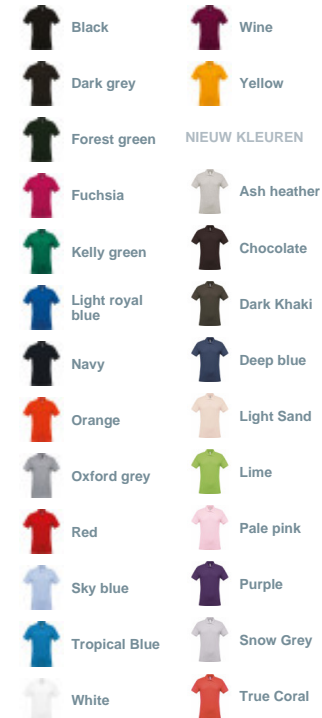 Black
Dark grey
Forest green
Fuchsia
Kelly green
Light royal
blue
Navy
Orange
Oxford grey
Red
Sky blue
Tropical Blue
White
Wine
Yellow
NIEUW KLEUREN
Ash heather
Chocolate
Dark Khaki
Deep blue
Light Sand
Lime
Pale pink
Purple
Snow Grey
True Coral